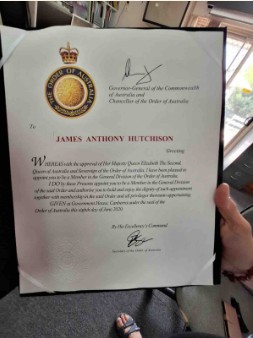 THE ORDER OF AUSTRALIA
Governor-General of the Commonwealth
of Australia and
Chancellor of the Order of Australia
To
JAMES ANTHONY HUTCHISON
Greeting
WHEREAS with the approval of Her Majesty Queen Elizabeth The Second,
Queen of Australia and Sovereign of the Order of Australia, I have been pleased to
appoint you to be a Member in the General Division of the Order of Australia
I DO by these Presents appoint you to be a Member in the General Division
of the said Order and authorise you to hold and enjoy the dignity of such appointment
together with membership in the said Order and all privileges thereunto appertaining
GIVEN at Government House, Canberra under the seal of the
Order of Australia this eighth day of June 2020
By His Excellency's Command
Secretary of the Order of Australia